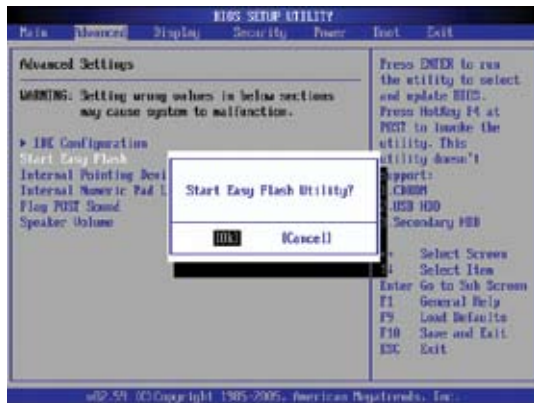 BIOS SETUP UTILITY
Main Advanced Display Security Power Boot Exit
Advanced Settings
WARNING: Setting wrong values in below sections
may cause system to malfunction.
IDE Configuration
Start Easy Flash
Internal Pointing Devi
Internal Numeric Pad L
Play POST Sound
Speaker Volume
Start Easy Flash Utility?
[Ok] [Cancel]
Press ENTER to run
the utility to select
and update BIOS.
Press HotKey F4 at
POST to invoke the
utility. This
utility doesn't
support:
CDROM
USB HDD
Secondary HDD
Select Screen
Select Item
Enter Go to Sub Screen
F1 General Help
F9 Load Defaults
F10 Save and Exit
ESC Exit
v02.59 (C)Copyright 1985-2005, American Megatrends, Inc.